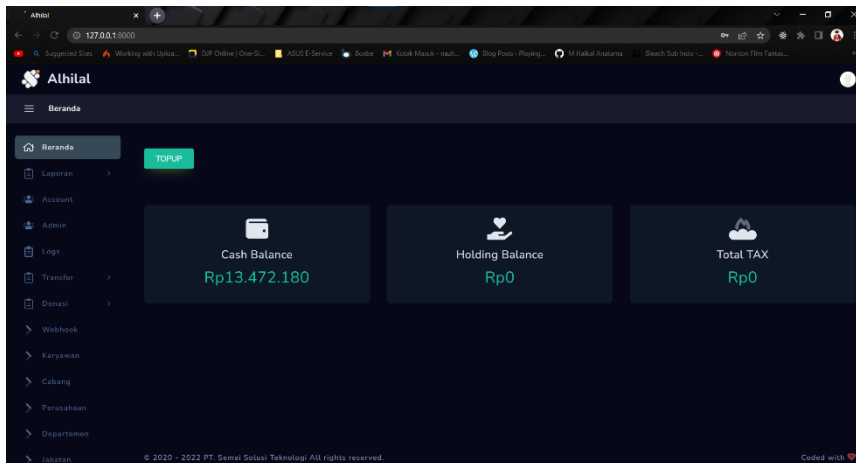 Alhilal
127.0.0.1:8000
Suggested Sites
Working with Uploa...
DJP Online | One-St...
ASUS E-Service
Boxbe
Kotak Masuk - nazh...
Blog Posts ‹ Playing...
M Haikal Anatama
Bleach Sub Indo -...
Nonton Film Fantas...
Alhilal
Beranda
Beranda
Laporan
Account
Admin
Logs
Transfer
Donasi
Webhook
Karyawan
Cabang
Perusahaan
Departemen
Jabatan
TOPUP
Cash Balance
Rp13.472.180
Holding Balance
Rp0
Total TAX
Rp0
© 2020 - 2022 PT. Semai Solusi Teknologi All rights reserved.
Coded with